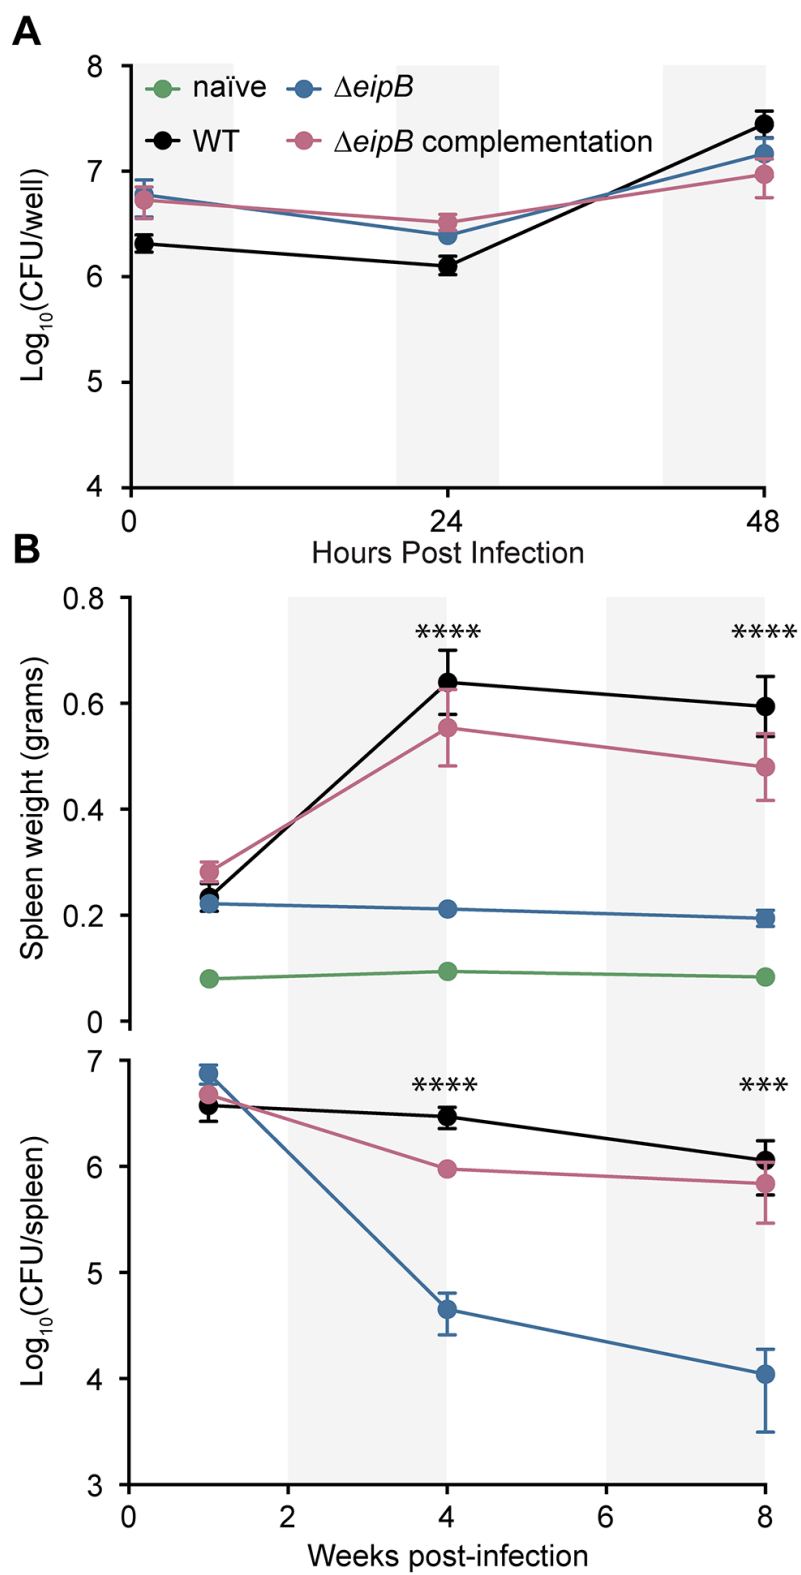 A
8
naïve ΔeipB
WT ΔeipB complementation
7
6
5
4
Log10(CFU/well)
0 24 48
Hours Post Infection
B
0.8
**** ****
0.6
0.4
0.2
0
Spleen weight (grams)
7
**** ***
6
5
4
3
Log10(CFU/spleen)
0 2 4 6 8
Weeks post-infection